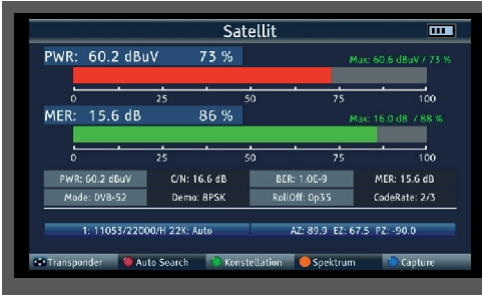 Satellit
PWR: 60.2 dBuV 73 %
Max: 60.6 dBuV / 73 %
0 25 50 75 100
MER: 15.6 dB 86 %
Max: 16.0 dB / 88 %
0 25 50 75 100
PWR: 60.2 dBuV C/N: 16.6 dB BER: 1.0E-9 MER: 15.6 dB
Mode: DVB-S2 Demo: 8PSK RollOff: 0p35 CodeRate: 2/3
1: 11053/22000/H 22K: Auto AZ: 89.9 EZ: 67.5 PZ: -90.0
Transponder Auto Search Konstellation Spektrum Capture